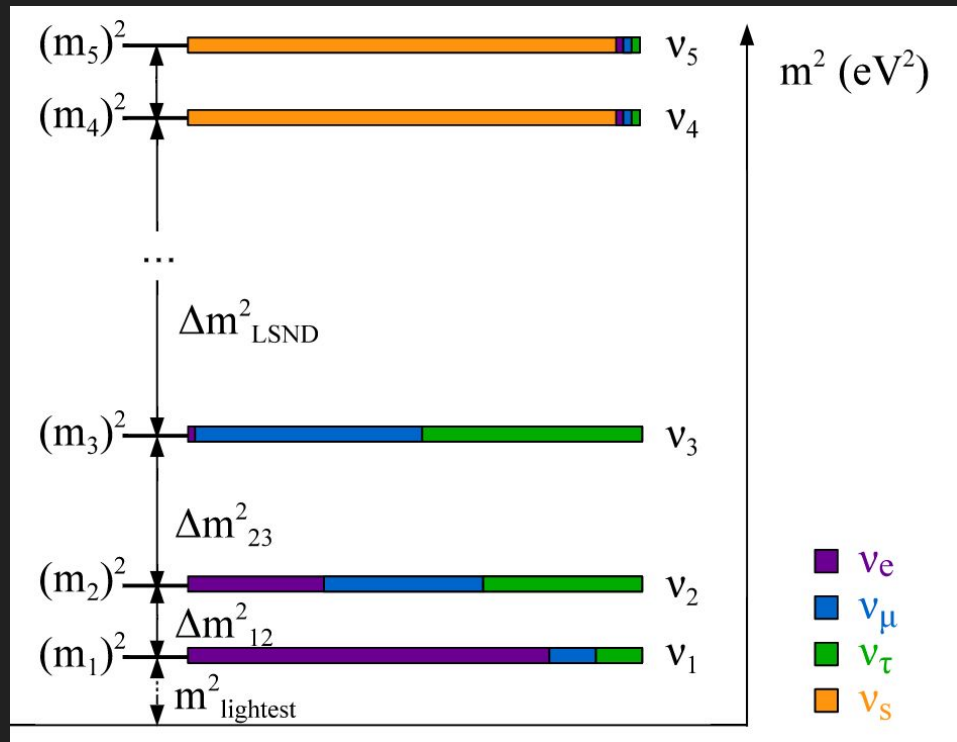 (m₅)² ν₅
m² (eV²)
(m₄)² ν₄
...
Δm²LSND
(m₃)² ν₃
Δm²₂₃
νe
(m₂)² ν₂
νμ
Δm²₁₂
(m₁)² ν₁
ντ
m²lightest
νs